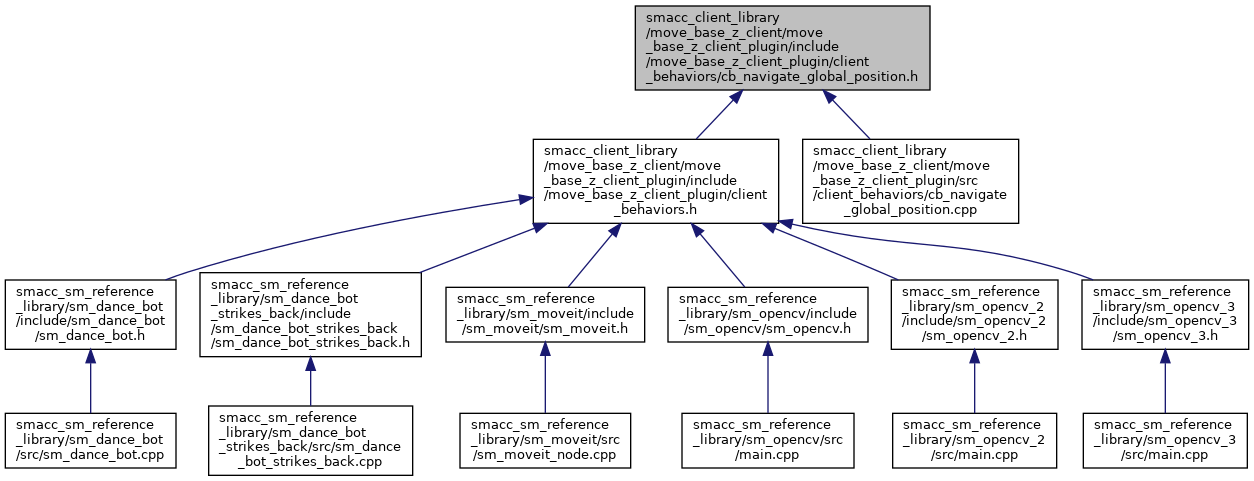 smacc_client_library
/move_base_z_client/move
_base_z_client_plugin/include
/move_base_z_client_plugin/client
_behaviors/cb_navigate_global_position.h
smacc_client_library
/move_base_z_client/move
_base_z_client_plugin/include
/move_base_z_client_plugin/client
_behaviors.h
smacc_client_library
/move_base_z_client/move
_base_z_client_plugin/src
/client_behaviors/cb_navigate
_global_position.cpp
smacc_sm_reference
_library/sm_dance_bot
/include/sm_dance_bot
/sm_dance_bot.h
smacc_sm_reference
_library/sm_dance_bot
_strikes_back/include
/sm_dance_bot_strikes_back
/sm_dance_bot_strikes_back.h
smacc_sm_reference
_library/sm_moveit/include
/sm_moveit/sm_moveit.h
smacc_sm_reference
_library/sm_opencv/include
/sm_opencv/sm_opencv.h
smacc_sm_reference
_library/sm_opencv_2
/include/sm_opencv_2
/sm_opencv_2.h
smacc_sm_reference
_library/sm_opencv_3
/include/sm_opencv_3
/sm_opencv_3.h
smacc_sm_reference
_library/sm_dance_bot
/src/sm_dance_bot.cpp
smacc_sm_reference
_library/sm_dance_bot
_strikes_back/src/sm_dance
_bot_strikes_back.cpp
smacc_sm_reference
_library/sm_moveit/src
/sm_moveit_node.cpp
smacc_sm_reference
_library/sm_opencv/src
/main.cpp
smacc_sm_reference
_library/sm_opencv_2
/src/main.cpp
smacc_sm_reference
_library/sm_opencv_3
/src/main.cpp